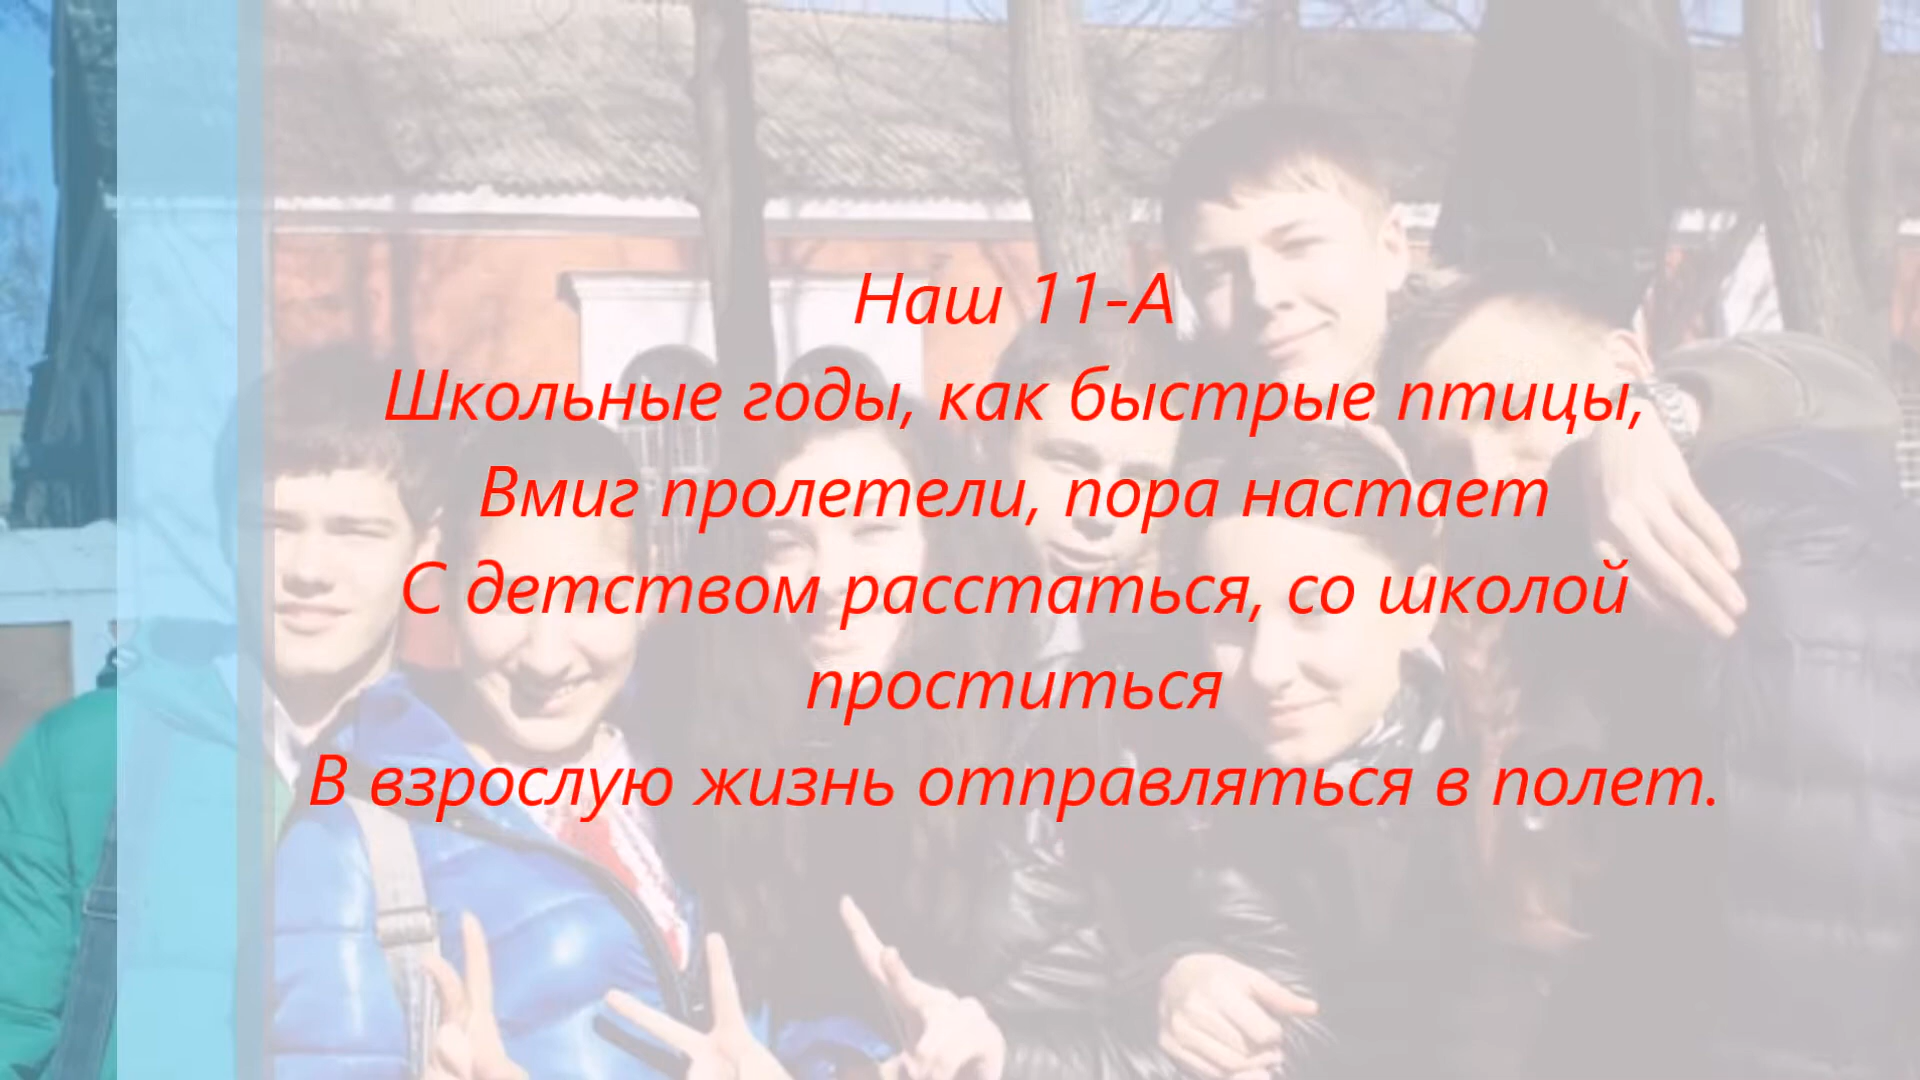 Наш 11-А
Школьные годы, как быстрые птицы,
Вмиг пролетели, пора настает
С детством расстаться, со школой
проститься
В взрослую жизнь отправляться в полет.